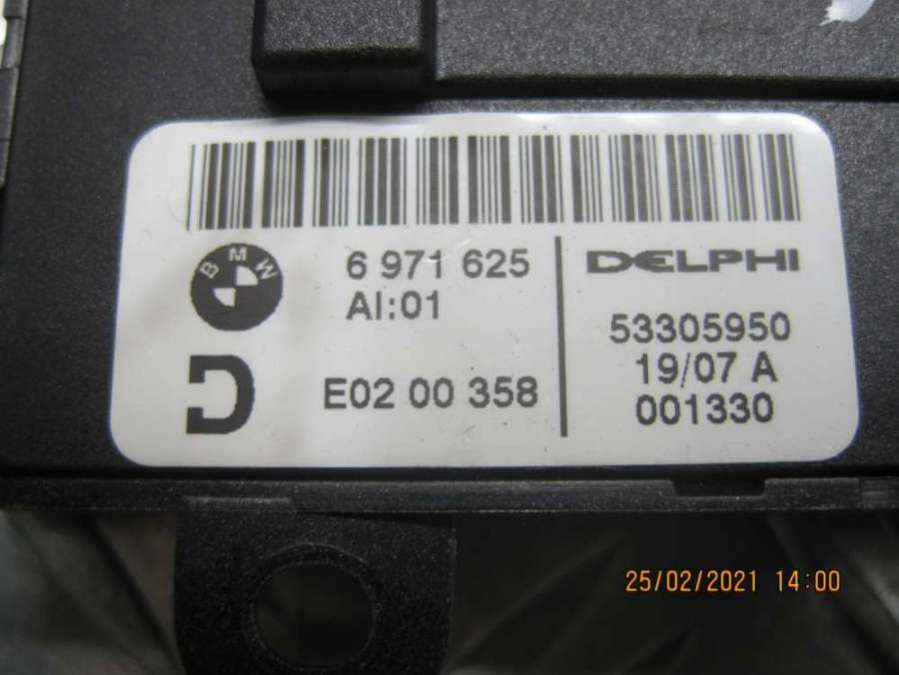 BMW
6 971 625
AI:01
E02 00 358
DELPHI
53305950
19/07 A
001330
D
25/02/2021 14:00